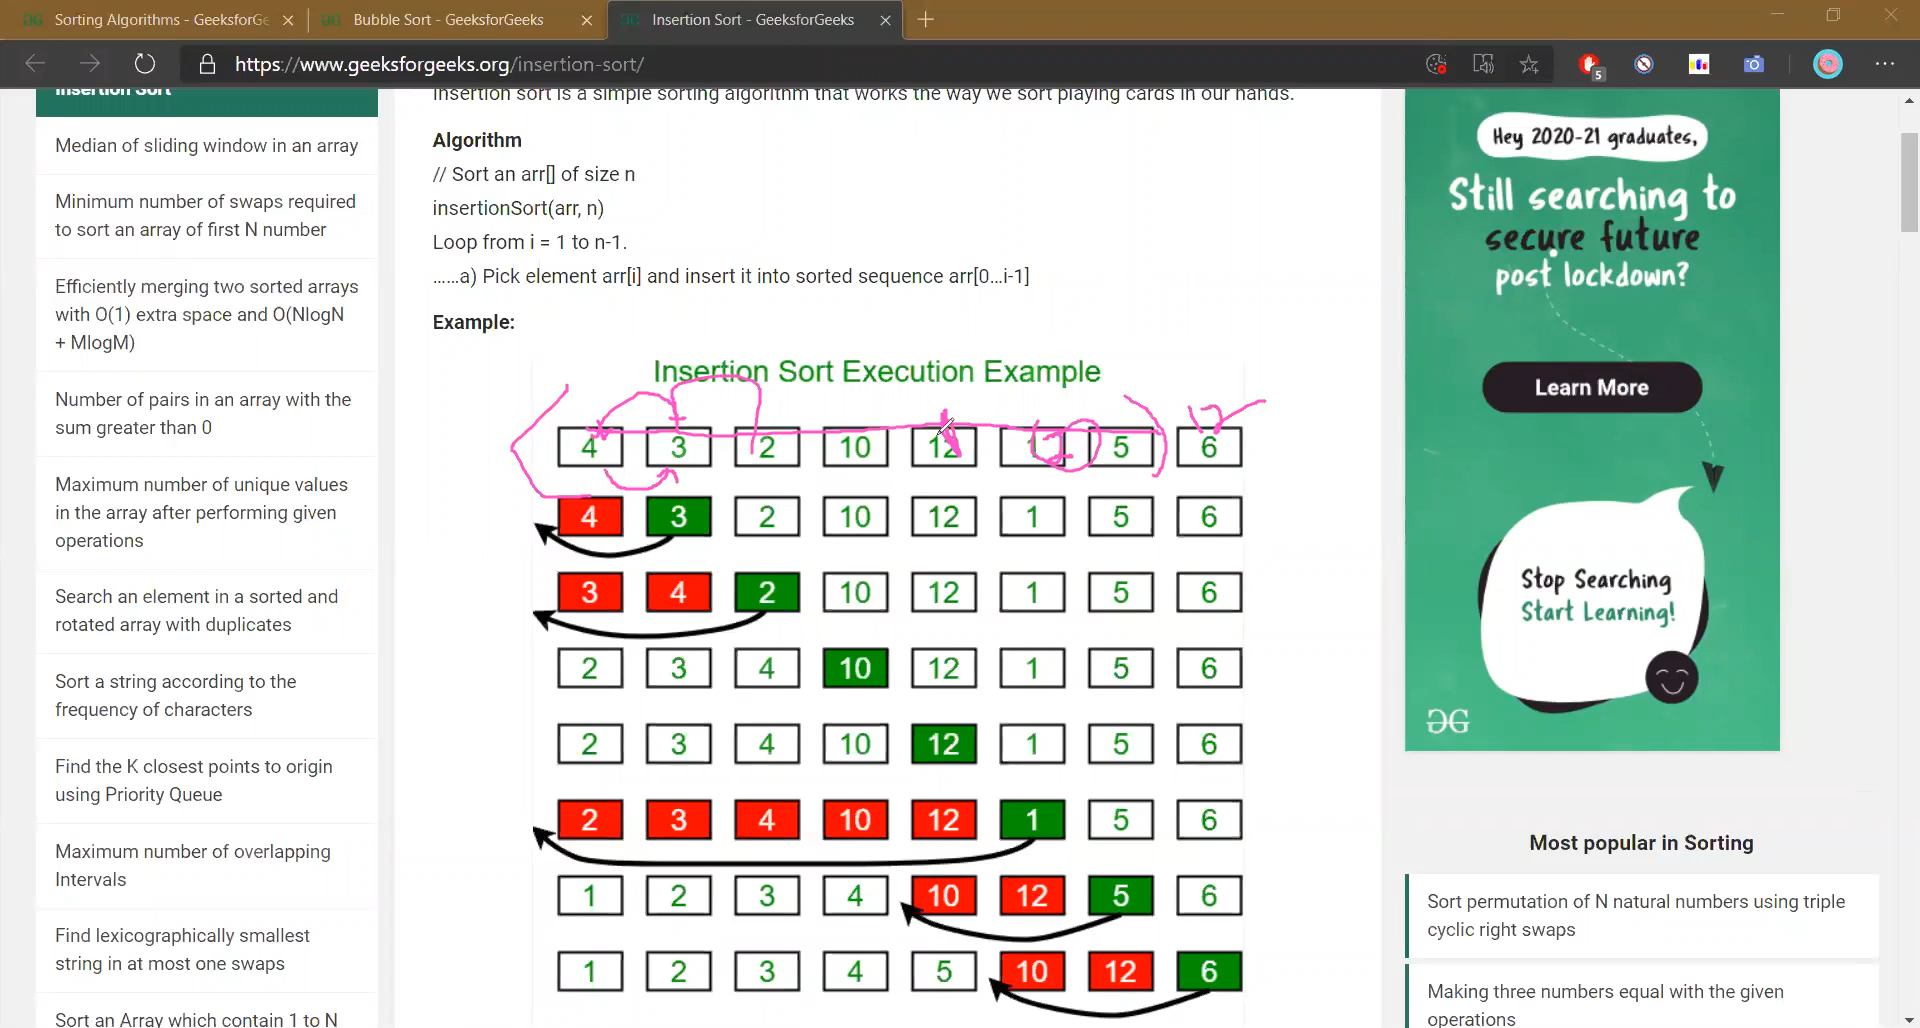 Sorting Algorithms - GeeksforGe
Bubble Sort - GeeksforGeeks
Insertion Sort - GeeksforGeeks
https://www.geeksforgeeks.org/insertion-sort/
5
Insertion Sort
Median of sliding window in an array
Minimum number of swaps required
to sort an array of first N number
Efficiently merging two sorted arrays
with O(1) extra space and O(NlogN
+ MlogM)
Number of pairs in an array with the
sum greater than 0
Maximum number of unique values
in the array after performing given
operations
Search an element in a sorted and
rotated array with duplicates
Sort a string according to the
frequency of characters
Find the K closest points to origin
using Priority Queue
Maximum number of overlapping
Intervals
Find lexicographically smallest
string in at most one swaps
Sort an Array which contain 1 to N
Insertion sort is a simple sorting algorithm that works the way we sort playing cards in our hands.
Algorithm
// Sort an arr[] of size n
insertionSort(arr, n)
Loop from i = 1 to n-1.
……a) Pick element arr[i] and insert it into sorted sequence arr[0…i-1]
Example:
Insertion Sort Execution Example
12
4 3 2 10 12 1 5 6
4 3 2 10 12 1 5 6
3 4 2 10 12 1 5 6
2 3 4 10 12 1 5 6
2 3 4 10 12 1 5 6
2 3 4 10 12 1 5 6
1 2 3 4 10 12 5 6
1 2 3 4 5 10 12 6
Hey 2020-21 graduates,
Still searching to
secure future
post lockdown?
Learn More
Stop Searching
Start Learning!
Most popular in Sorting
Sort permutation of N natural numbers using triple
cyclic right swaps
Making three numbers equal with the given
operations